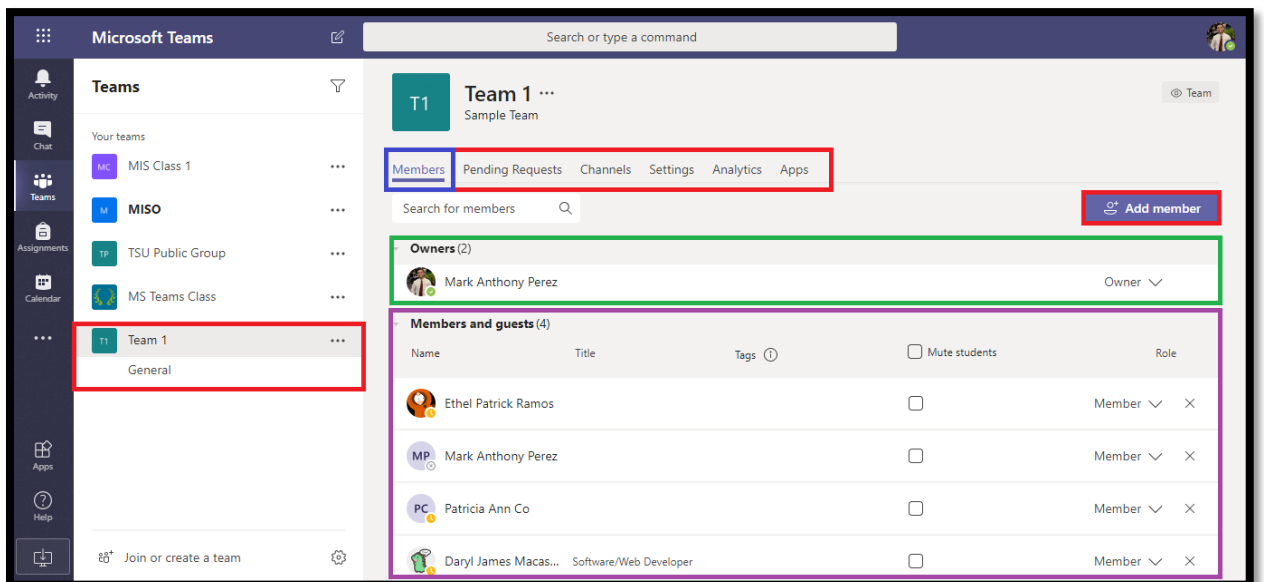 Microsoft Teams
Search or type a command
Activity
Chat
Teams
Assignments
Calendar
Apps
Help
Teams
Your teams
MC MIS Class 1
M MISO
TP TSU Public Group
MS Teams Class
T1 Team 1
General
Join or create a team
T1
Team 1
Sample Team
Team
Members Pending Requests Channels Settings Analytics Apps
Search for members
Add member
Owners (2)
Mark Anthony Perez Owner
Members and guests (4)
Name Title Tags Mute students Role
Ethel Patrick Ramos Member
MP Mark Anthony Perez Member
PC Patricia Ann Co Member
Daryl James Macas... Software/Web Developer Member